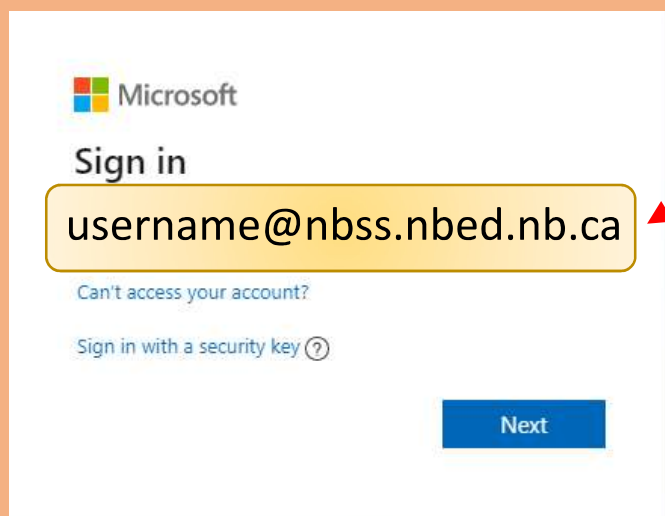 Microsoft
Sign in
username@nbss.nbed.nb.ca
Can't access your account?
Sign in with a security key
Next